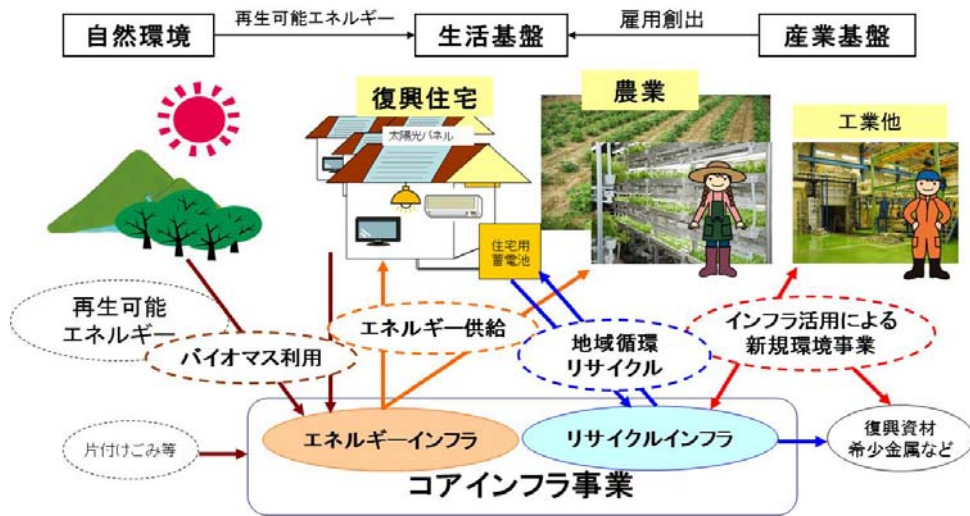 自然環境
再生可能エネルギー
生活基盤
雇用創出
産業基盤
復興住宅
農業
工業他
太陽光パネル
住宅用
蓄電池
再生可能
エネルギー
バイオマス利用
エネルギー供給
地域循環
リサイクル
インフラ活用による
新規環境事業
片付けごみ等
エネルギーインフラ
リサイクルインフラ
復興資材
希少金属など
コアインフラ事業